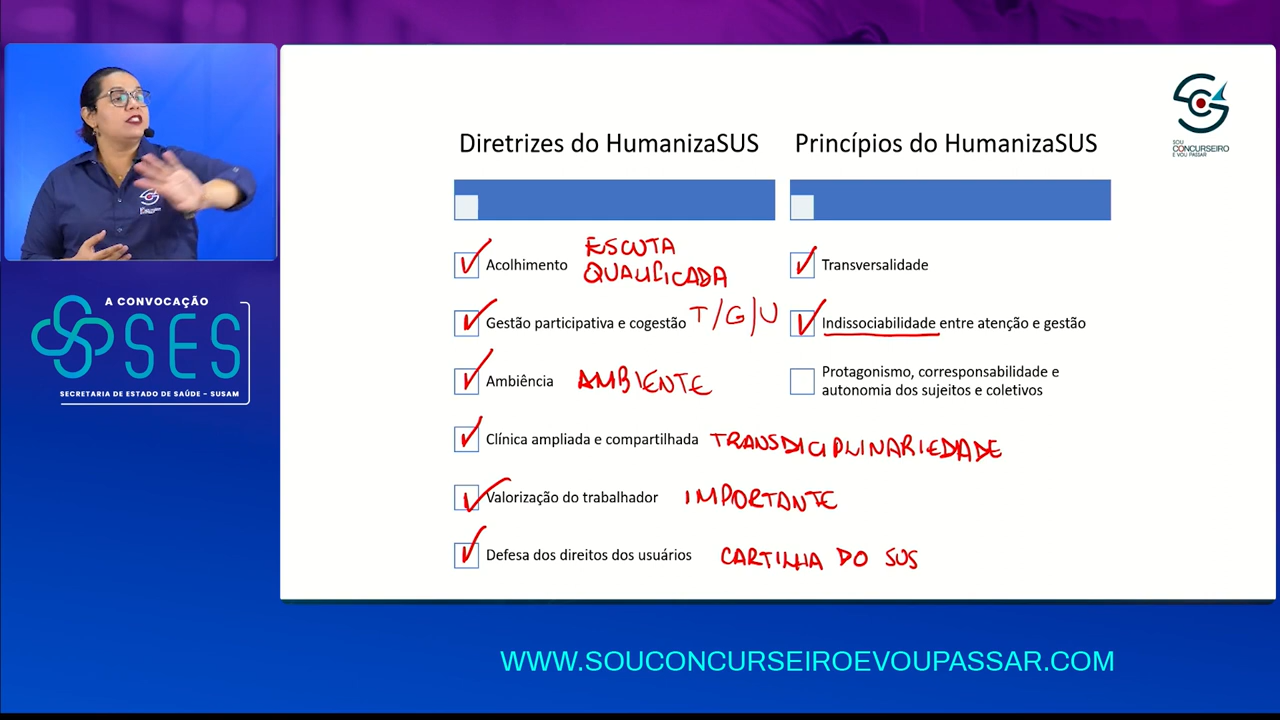 SOU
CONCURSEIRO
E VOU PASSAR
Diretrizes do HumanizaSUS
Princípios do HumanizaSUS
Acolhimento
ESCUTA
QUALIFICADA
Gestão participativa e cogestão T/G/U
Ambiência AMBIENTE
Clínica ampliada e compartilhada TRANSDICIPLINARIEDADE
Valorização do trabalhador IMPORTANTE
Defesa dos direitos dos usuários CARTINHA DO SUS
Transversalidade
Indissociabilidade entre atenção e gestão
Protagonismo, corresponsabilidade e
autonomia dos sujeitos e coletivos
A CONVOCAÇÃO
SES
SECRETARIA DE ESTADO DE SAÚDE - SUSAM
WWW.SOUCONCURSEIROEVOUPASSAR.COM